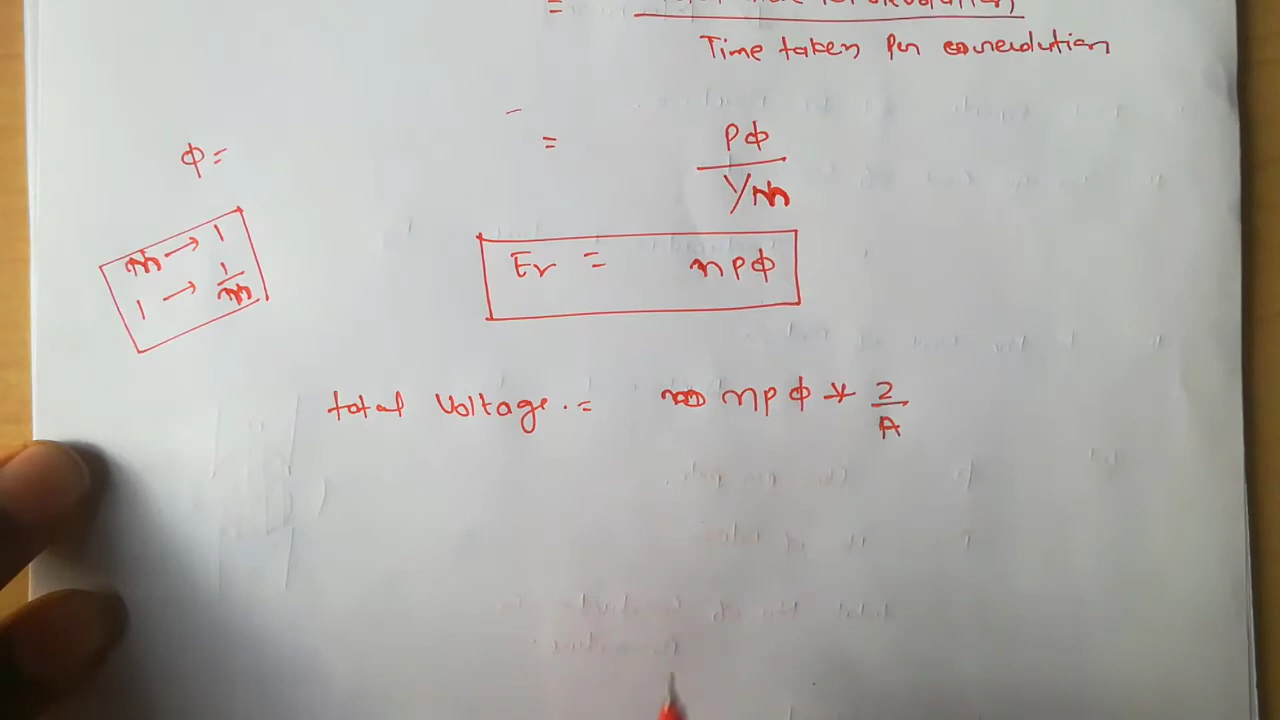 =
Time taken per revolution
= Pϕ / 1/n
ϕ =
n → 1
1 → 1/n
Er = nPϕ
total Voltage. = nPϕ * Z/A